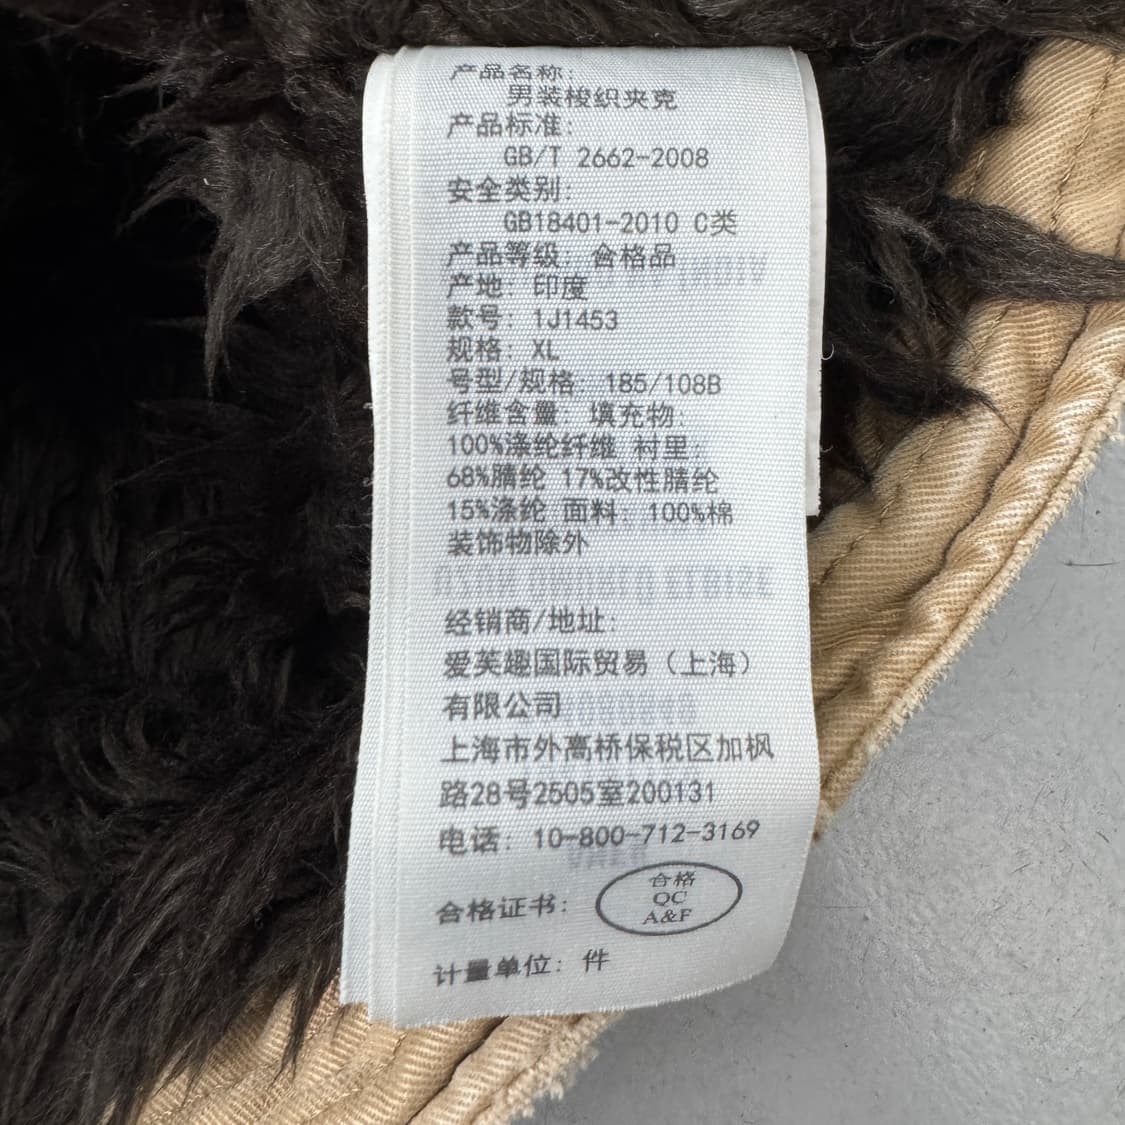 产品名称:
男装梭织夹克
产品标准:
GB/T 2662-2008
安全类别:
GB18401-2010 C类
产品等级: 合格品
产地: 印度
款号: 1J1453
规格: XL
号型/规格: 185/108B
纤维含量: 填充物:
100%涤纶纤维 衬里:
68%腈纶 17%改性腈纶
15%涤纶 面料: 100%棉
装饰物除外
经销商/地址:
爱芙趣国际贸易（上海）
有限公司
上海市外高桥保税区加枫
路28号2505室200131
电话: 10-800-712-3169
合格证书:
合格
QC
A&F
计量单位: 件